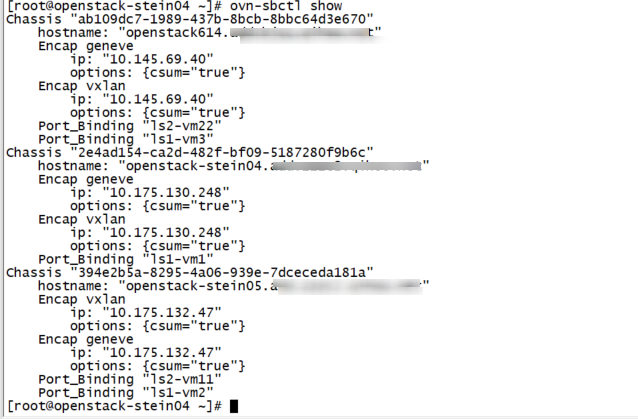 [root@openstack-stein04 ~]# ovn-sbctl show
Chassis "ab109dc7-1989-437b-8bcb-8bbc64d3e670"
    hostname: "openstack614.
    Encap geneve
        ip: "10.145.69.40"
        options: {csum="true"}
    Encap vxlan
        ip: "10.145.69.40"
        options: {csum="true"}
    Port_Binding "ls2-vm22"
    Port_Binding "ls1-vm3"
Chassis "2e4ad154-ca2d-482f-bf09-5187280f9b6c"
    hostname: "openstack-stein04.
    Encap geneve
        ip: "10.175.130.248"
        options: {csum="true"}
    Encap vxlan
        ip: "10.175.130.248"
        options: {csum="true"}
    Port_Binding "ls1-vm1"
Chassis "394e2b5a-8295-4a06-939e-7dceceda181a"
    hostname: "openstack-stein05.
    Encap vxlan
        ip: "10.175.132.47"
        options: {csum="true"}
    Encap geneve
        ip: "10.175.132.47"
        options: {csum="true"}
    Port_Binding "ls2-vm11"
    Port_Binding "ls1-vm2"
[root@openstack-stein04 ~]#